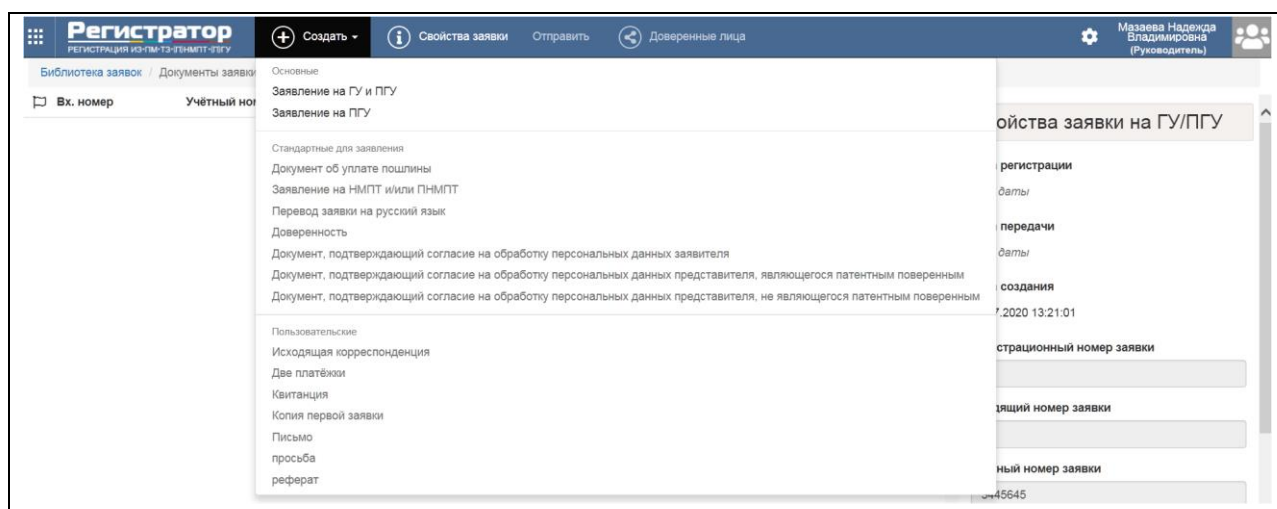 Регистратор
РЕГИСТРАЦИЯ ИЗ-ПМ-ТЗ-(П)НМПТ-(П)ГУ
Создать
Свойства заявки
Отправить
Доверенные лица
Мазаева Надежда
Владимировна
(Руководитель)
Библиотека заявок / Документы заявки
Вх. номер
Учётный но
Основные
Заявление на ГУ и ПГУ
Заявление на ПГУ
Стандартные для заявления
Документ об уплате пошлины
Заявление на НМПТ и/или ПНМПТ
Перевод заявки на русский язык
Доверенность
Документ, подтверждающий согласие на обработку персональных данных заявителя
Документ, подтверждающий согласие на обработку персональных данных представителя, являющегося патентным поверенным
Документ, подтверждающий согласие на обработку персональных данных представителя, не являющегося патентным поверенным
Пользовательские
Исходящая корреспонденция
Две платёжки
Квитанция
Копия первой заявки
Письмо
просьба
реферат
ойства заявки на ГУ/ПГУ
регистрации
даты
передачи
даты
создания
.2020 13:21:01
страционный номер заявки
дящий номер заявки
ный номер заявки
5445645